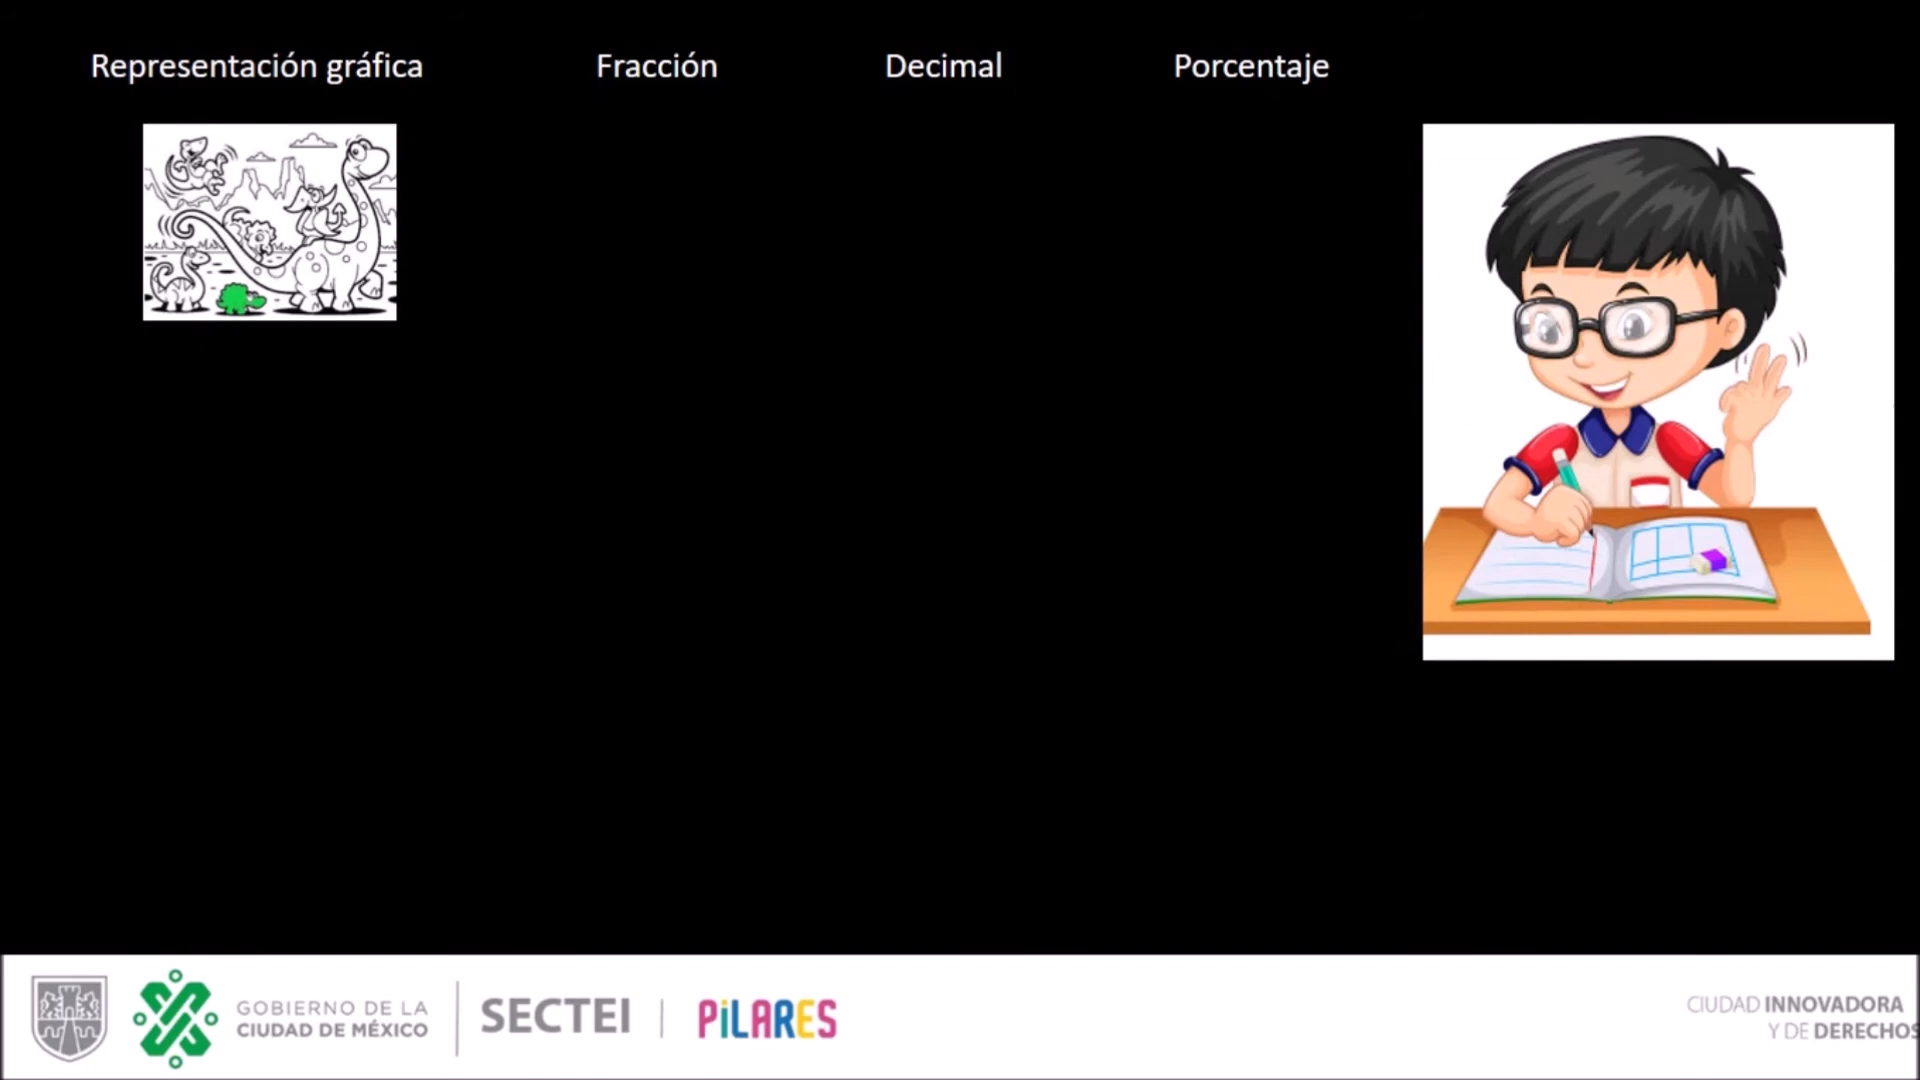 Representación gráfica Fracción Decimal Porcentaje
GOBIERNO DE LA
CIUDAD DE MÉXICO
SECTEI
PiLARES
CIUDAD INNOVADORA
Y DE DERECHOS